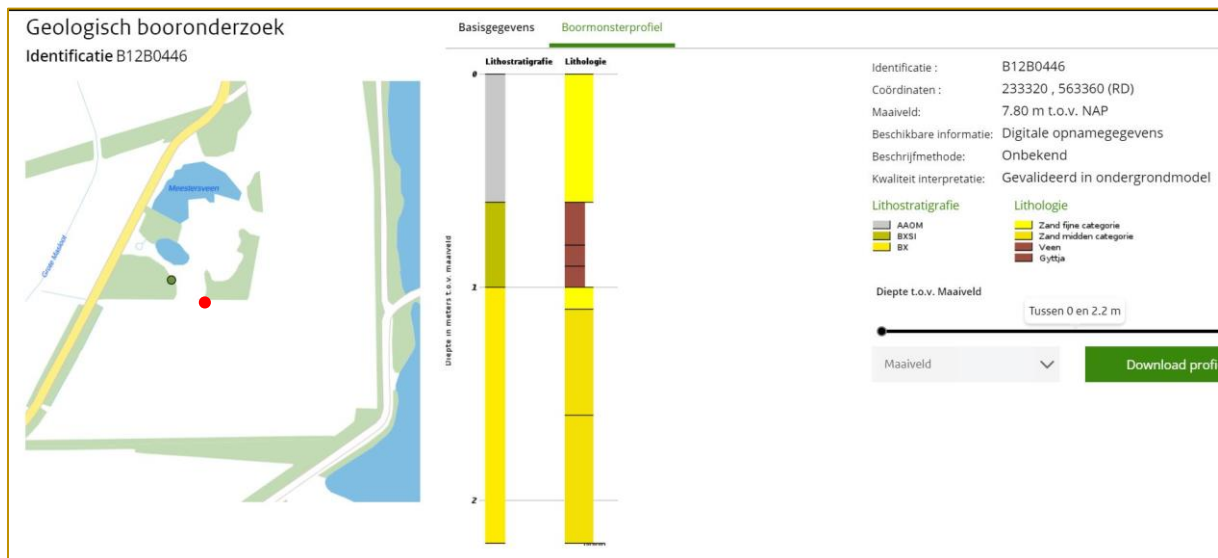 Geologisch booronderzoek
Identificatie B12B0446
Meestersveen
Groer Masloot
Basisgegevens
Boormonsterprofiel
Lithostratigrafie Lithologie
0
1
2
Diepte in meters t.o.v. maaiveld
Identificatie : B12B0446
Coördinaten : 233320 , 563360 (RD)
Maaiveld: 7.80 m t.o.v. NAP
Beschikbare informatie: Digitale opnamegegevens
Beschrijfmethode: Onbekend
Kwaliteit interpretatie: Gevalideerd in ondergrondmodel
Lithostratigrafie
AAOM
BXSI
BX
Lithologie
Zand fijne categorie
Zand midden categorie
Veen
Gyttja
Diepte t.o.v. Maaiveld
Tussen 0 en 2.2 m
Maaiveld
Download profi